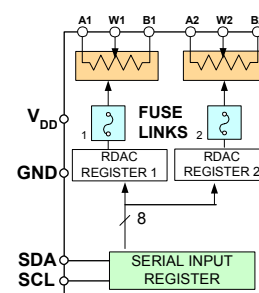 A1 W1 B1 A2 W2
V_DD
FUSE
LINKS
1
2
GND
RDAC
REGISTER 1
RDAC
REGISTER 2
8
SDA
SCL
SERIAL INPUT
REGISTER